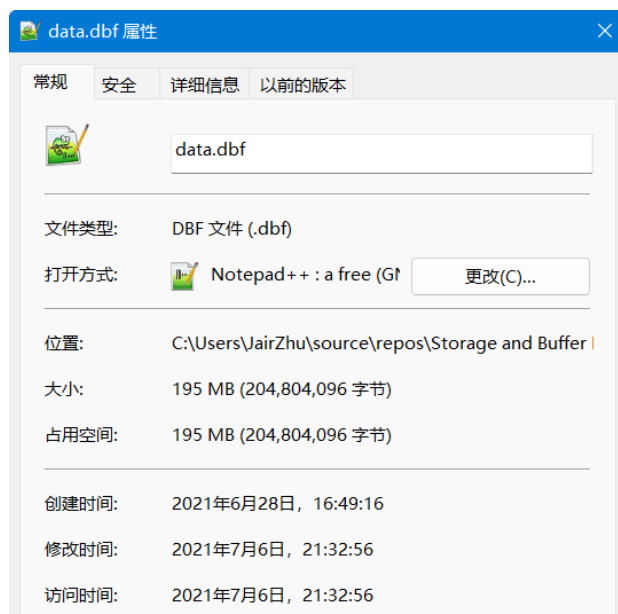 data.dbf 属性
常规 安全 详细信息 以前的版本
data.dbf
文件类型: DBF 文件 (.dbf)
打开方式: Notepad++ : a free (GN 更改(C)...
位置: C:\Users\JairZhu\source\repos\Storage and Buffer
大小: 195 MB (204,804,096 字节)
占用空间: 195 MB (204,804,096 字节)
创建时间: 2021年6月28日，16:49:16
修改时间: 2021年7月6日，21:32:56
访问时间: 2021年7月6日，21:32:56